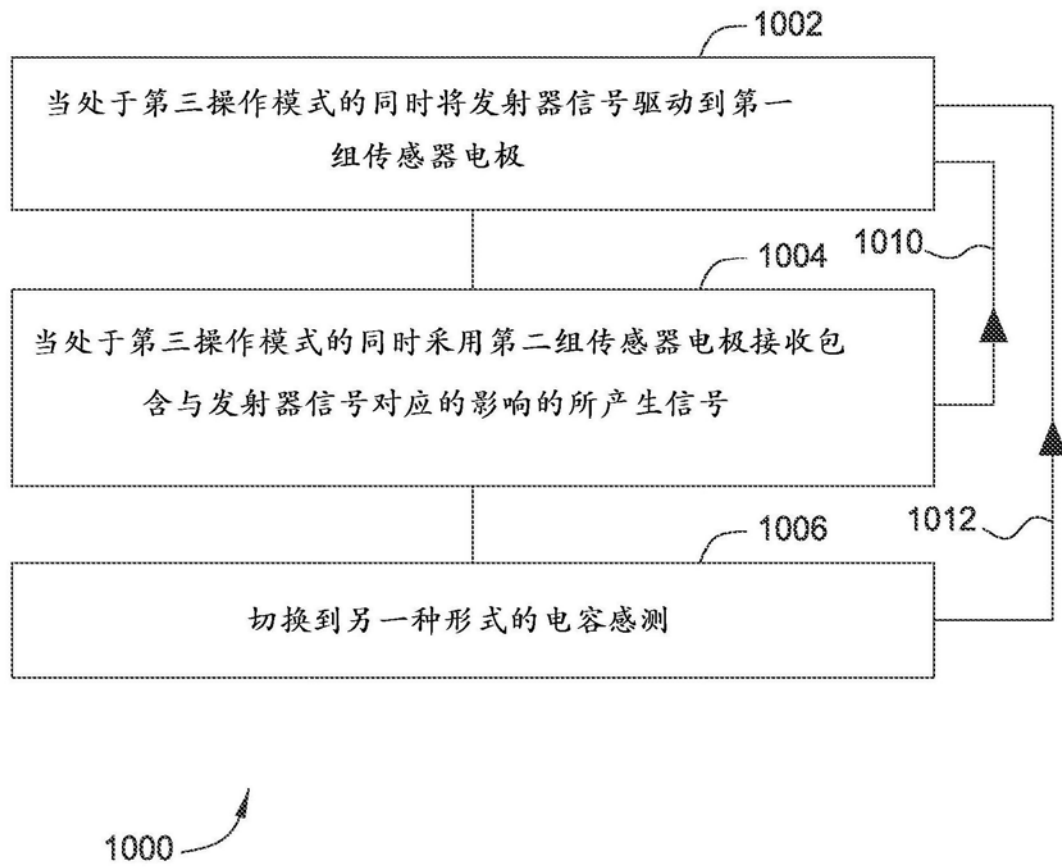 1002
当处于第三操作模式的同时将发射器信号驱动到第一
组传感器电极
1010
1004
当处于第三操作模式的同时采用第二组传感器电极接收包
含与发射器信号对应的影响的所产生信号
1012
1006
切换到另一种形式的电容感测
1000